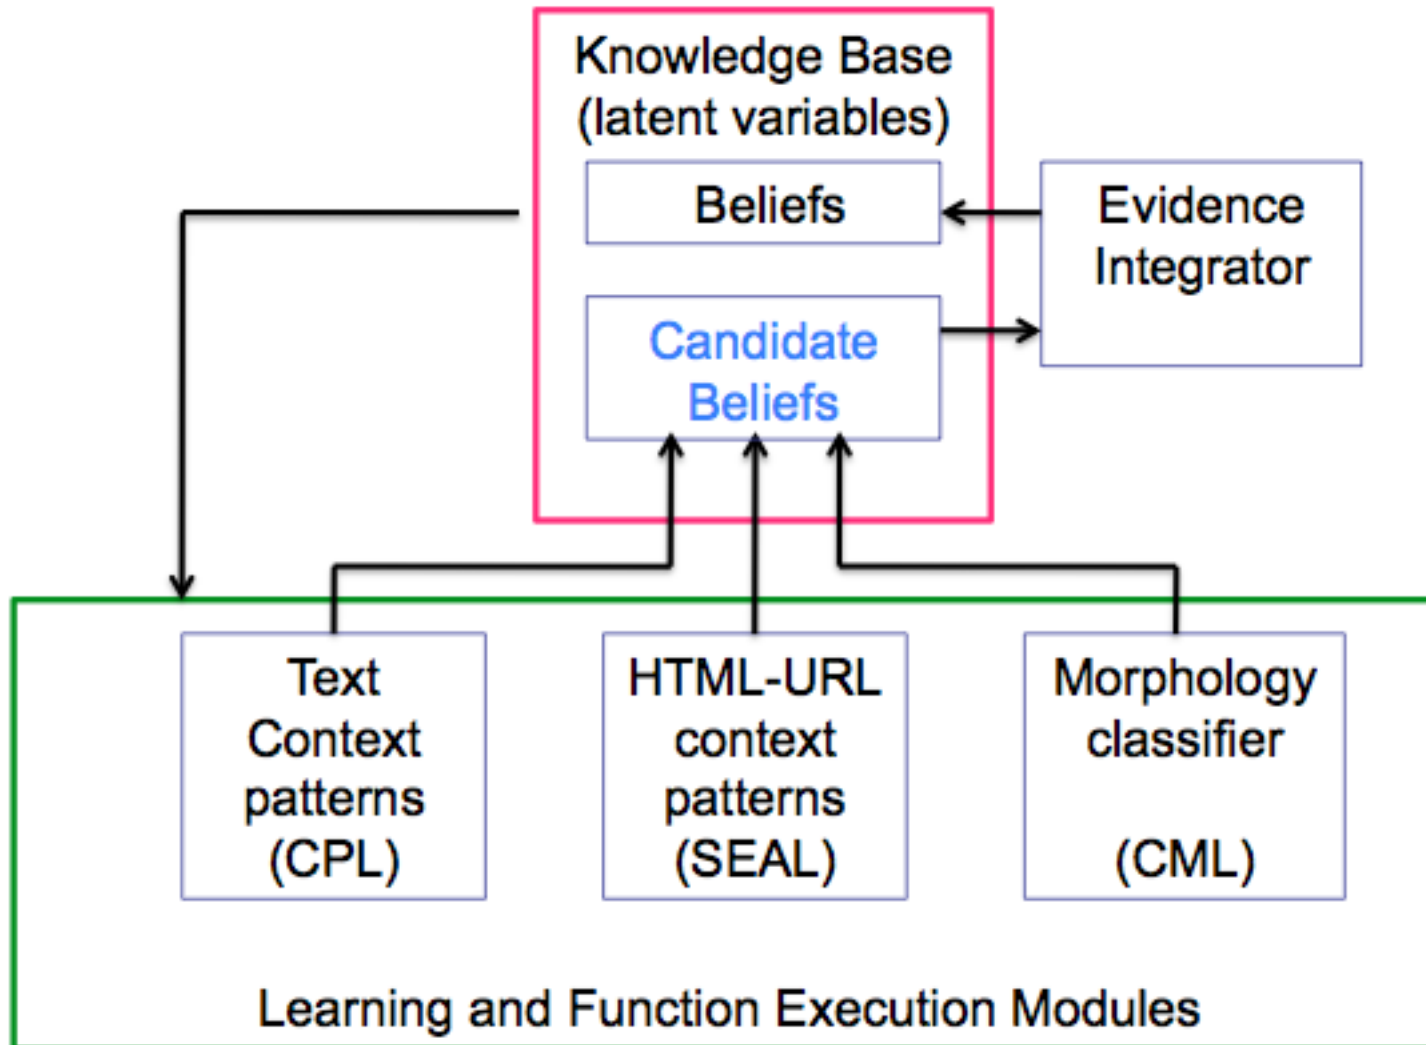 Knowledge Base
(latent variables)
Beliefs
Evidence
Integrator
Candidate
Beliefs
Text
Context
patterns
(CPL)
HTML-URL
context
patterns
(SEAL)
Morphology
classifier
(CML)
Learning and Function Execution Modules